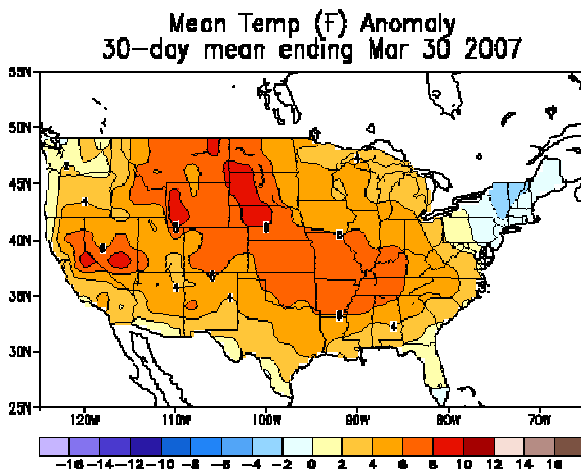 Mean Temp (F) Anomaly
30-day mean ending Mar 30 2007
55N
50N
45N
40N
35N
30N
25N
120W 110W 100W 90W 80W 70W
-16 -14 -12 -10 -8 -6 -4 -2 0 2 4 6 8 10 12 14 16